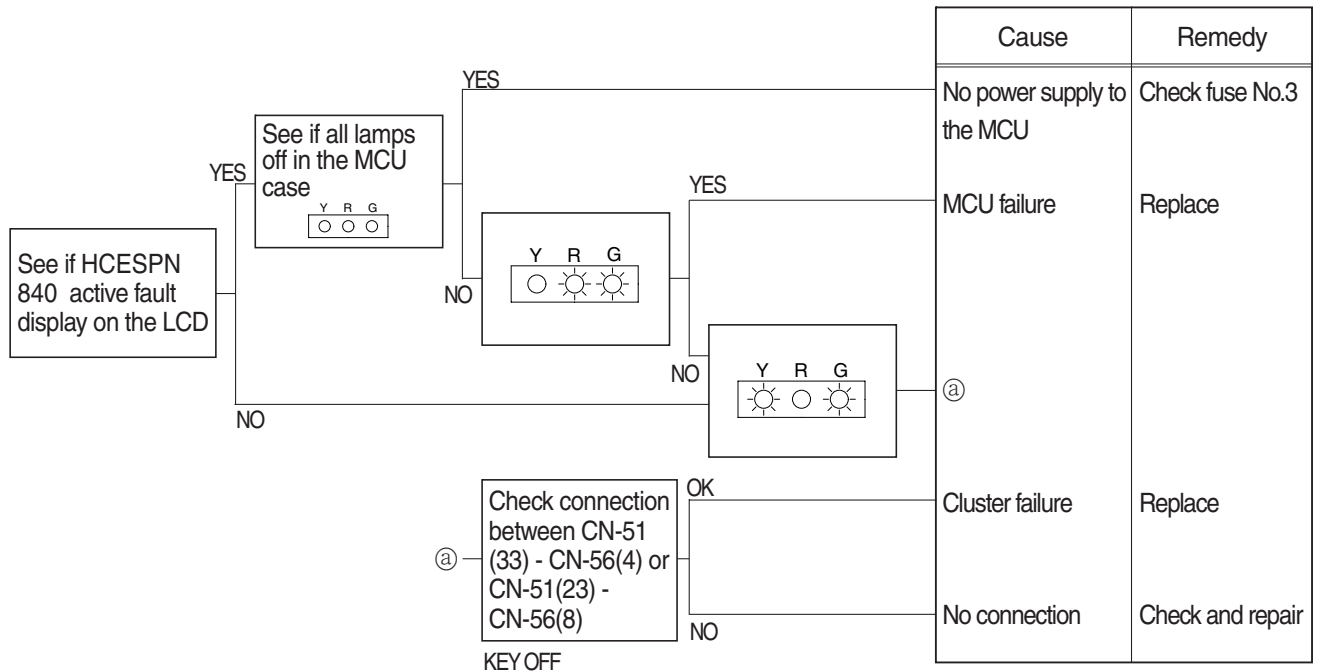 Cause Remedy
YES
No power supply to Check fuse No.3
the MCU
See if all lamps
off in the MCU
case
Y R G
YES
YES
MCU failure Replace
See if HCESPN
840 active fault
display on the LCD
Y R G
NO
NO
Y R G
ⓐ
NO
Check connection
between CN-51
(33) - CN-56(4) or
CN-51(23) -
CN-56(8)
ⓐ
OK
Cluster failure Replace
No connection Check and repair
NO
KEY OFF